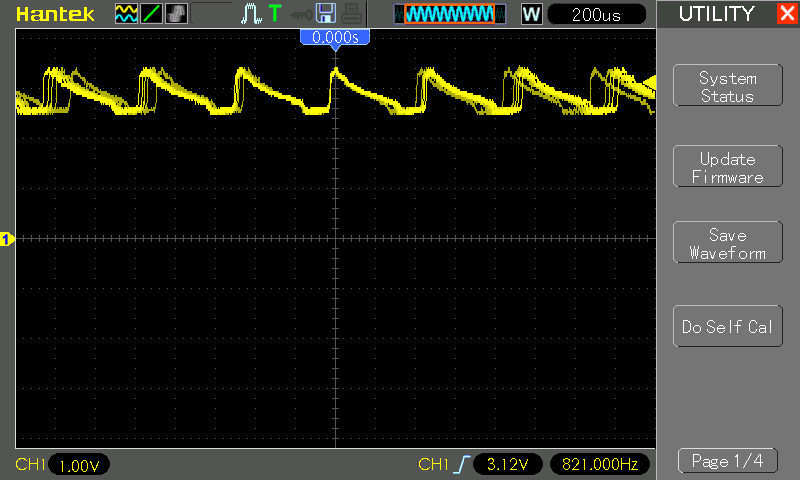 Hantek T W 200us UTILITY
0.000s
System
Status
Update
Firmware
1
Save
Waveform
Do Self Cal
CH1 1.00V CH1 3.12V 821.000Hz Page 1/4